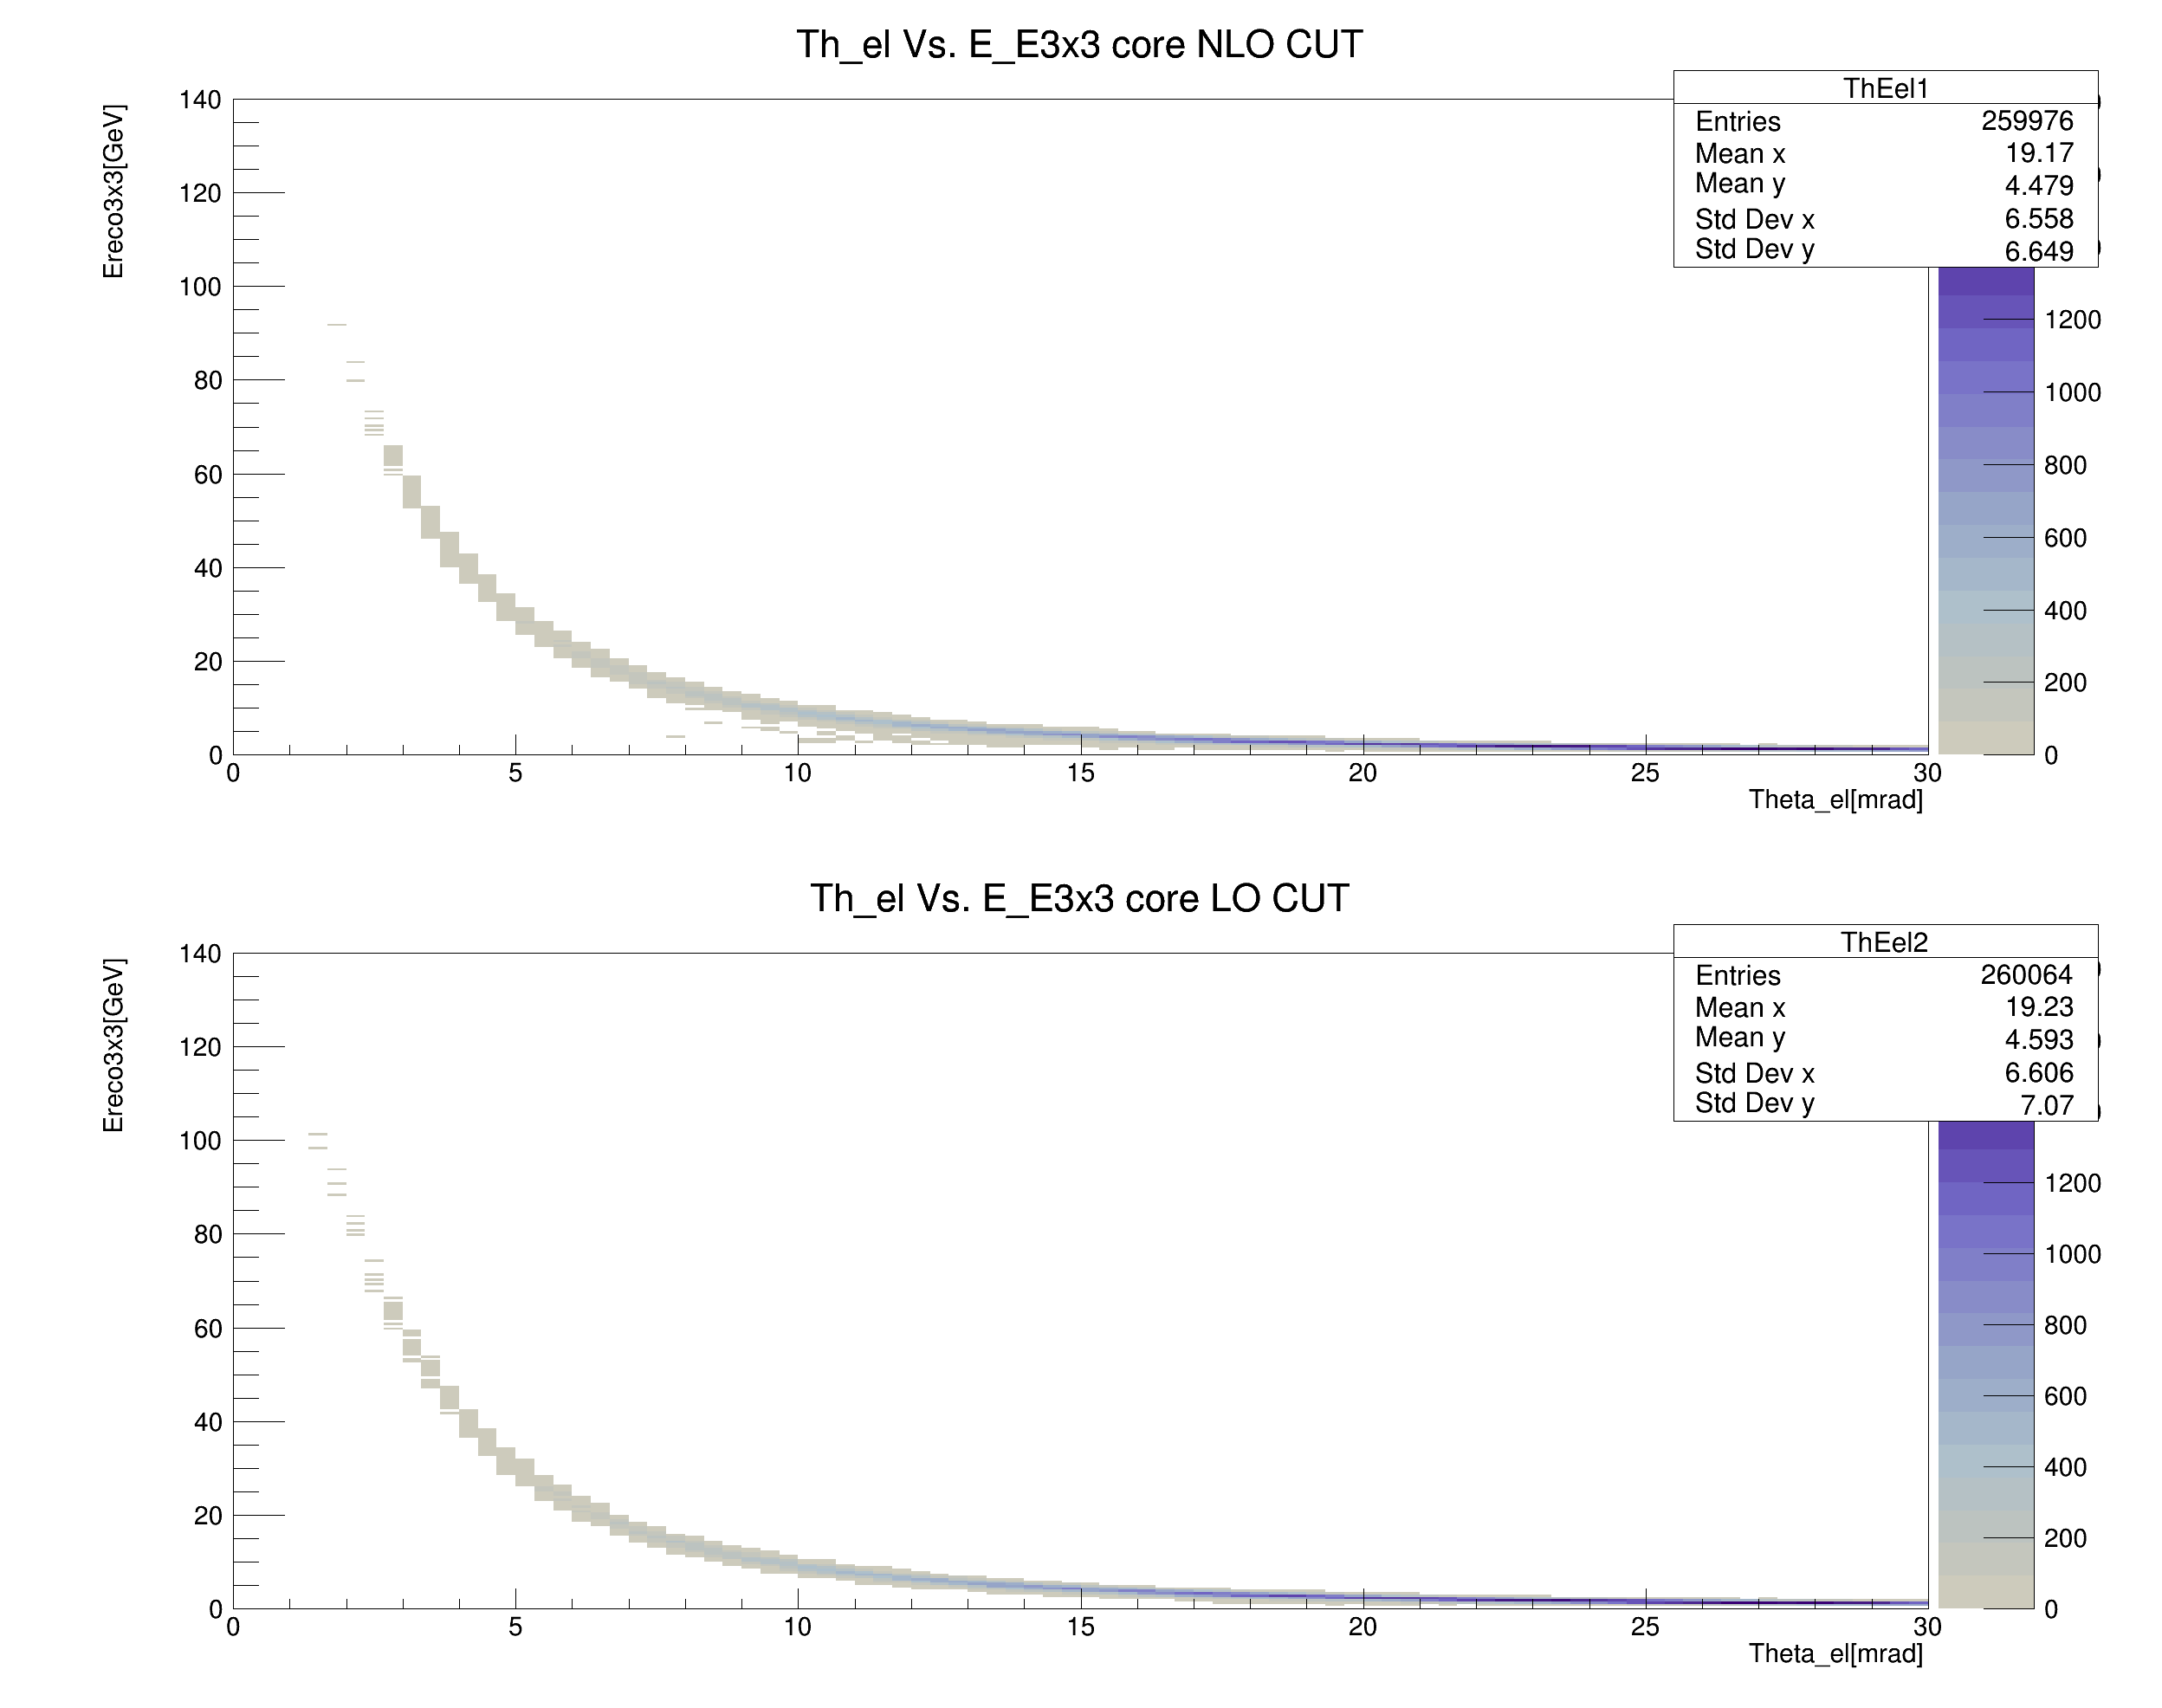 Th_el Vs. E_E3x3 core NLO CUT
ThEel1
Entries 259976
Mean x 19.17
Mean y 4.479
Std Dev x 6.558
Std Dev y 6.649
Ereco3x3[GeV]
140
120
100
80
60
40
20
0
0 5 10 15 20 25 30
Theta_el[mrad]
1200
1000
800
600
400
200
0
Th_el Vs. E_E3x3 core LO CUT
ThEel2
Entries 260064
Mean x 19.23
Mean y 4.593
Std Dev x 6.606
Std Dev y 7.07
Ereco3x3[GeV]
140
120
100
80
60
40
20
0
0 5 10 15 20 25 30
Theta_el[mrad]
1200
1000
800
600
400
200
0